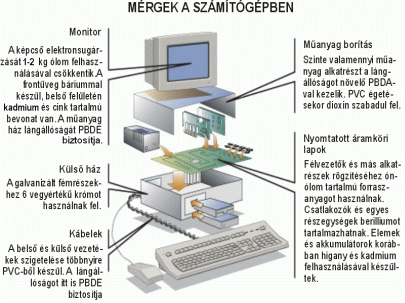 MÉRGEK A SZÁMÍTÓGÉPBEN
Monitor
A képcső elektronsugár-
zását 1-2 kg ólom felhasz-
nálásával csökkentik.A
frontüveg báriummal
készül, belső felületén
kadmium és cink tartalmú
bevonat van. A műanyag
ház lángállóságát PBDE
biztosítja.
Külső ház
A galvanizált fémrészek-
hez 6 vegyértékű krómot
használnak fel.
Kábelek
A belső és külső vezeté-
kek szigetelése többnyire
PVC-ből készül. A lángál-
lóságot itt is PBDE
biztosítja
Műanyag borítás
Szinte valamennyi mű-
anyag alkatrészt a láng-
állóságot növelő PBDA-
val kezelik. PVC égeté-
sekor dioxin szabadul fel.
Nyomtatott áramköri
lapok
Félvezetők és más alkat-
részek rögzítéséhez ón-
ólom tartalmú forrasz-
anyagot használnak.
Csatlakozók és egyes
részegységek berilliumot
tartalmazhatnak. Elemek
és akkumulátorok koráb-
ban higany és kadmium
felhasználásával készül-
tek.